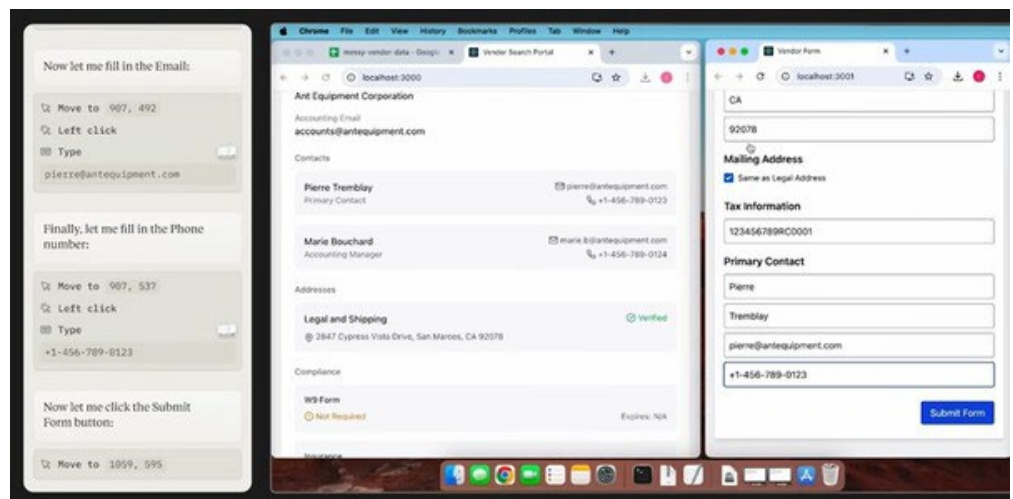 Now let me fill in the Email:
Move to 907, 492
Left click
Type
pierre@antequipment.com
Finally, let me fill in the Phone
number:
Move to 907, 537
Left click
Type
+1-456-789-0123
Now let me click the Submit
Form button:
Move to 1059, 595
Chrome File Edit View History Bookmarks Profiles Tab Window Help
messy-vendor-data - Google
Vendor Search Portal
localhost:3000
Ant Equipment Corporation
Accounting Email
accounts@antequipment.com
Contacts
Pierre Tremblay
pierre@antequipment.com
Primary Contact
+1-456-789-0123
Marie Bouchard
marie.b@antequipment.com
Accounting Manager
+1-456-789-0124
Addresses
Legal and Shipping
Verified
2847 Cypress Vista Drive, San Marcos, CA 92078
Compliance
W9 Form
Not Required
Expires: N/A
Insurance
Vendor Form
localhost:3001
CA
92078
Mailing Address
Same as Legal Address
Tax Information
123456789RC0001
Primary Contact
Pierre
Tremblay
pierre@antequipment.com
+1-456-789-0123
Submit Form